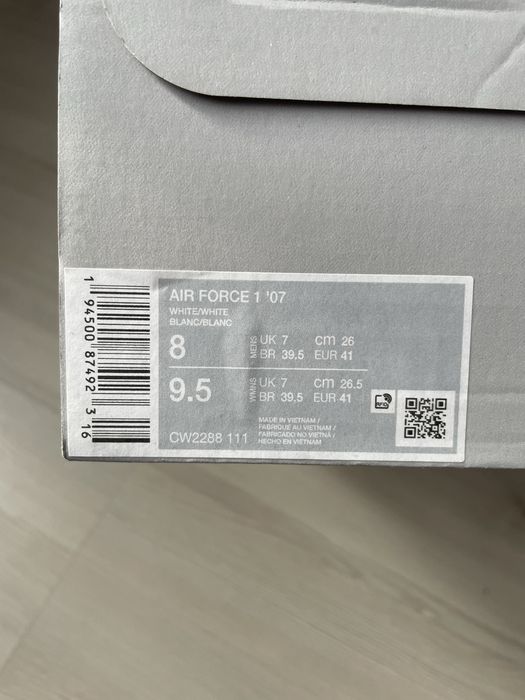 AIR FORCE 1 '07
WHITE/WHITE
BLANC/BLANC
8 MENS UK 7 cm 26
BR 39.5 EUR 41
9.5 WMNS UK 7 cm 26.5
BR 39.5 EUR 41
CW2288 111
MADE IN VIETNAM /
FABRIQUÉ AU VIETNAM /
FABRICADO NO VIETNÃ /
HECHO EN VIETNAM
RFID
1 94500 87492 3 16